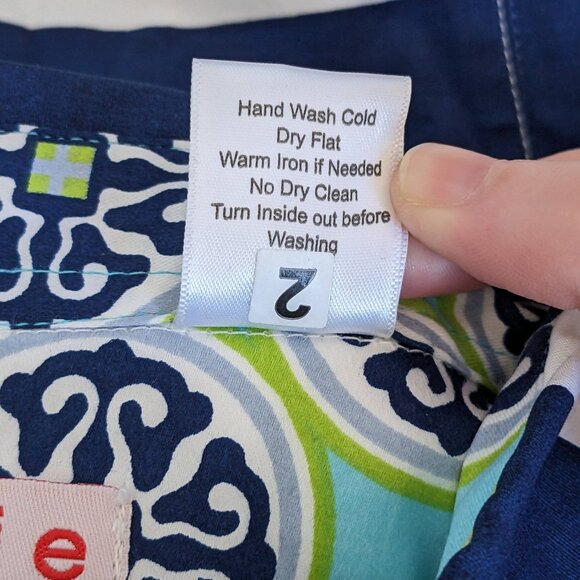 Hand Wash Cold
Dry Flat
Warm Iron if Needed
No Dry Clean
Turn Inside out before
Washing
2
e